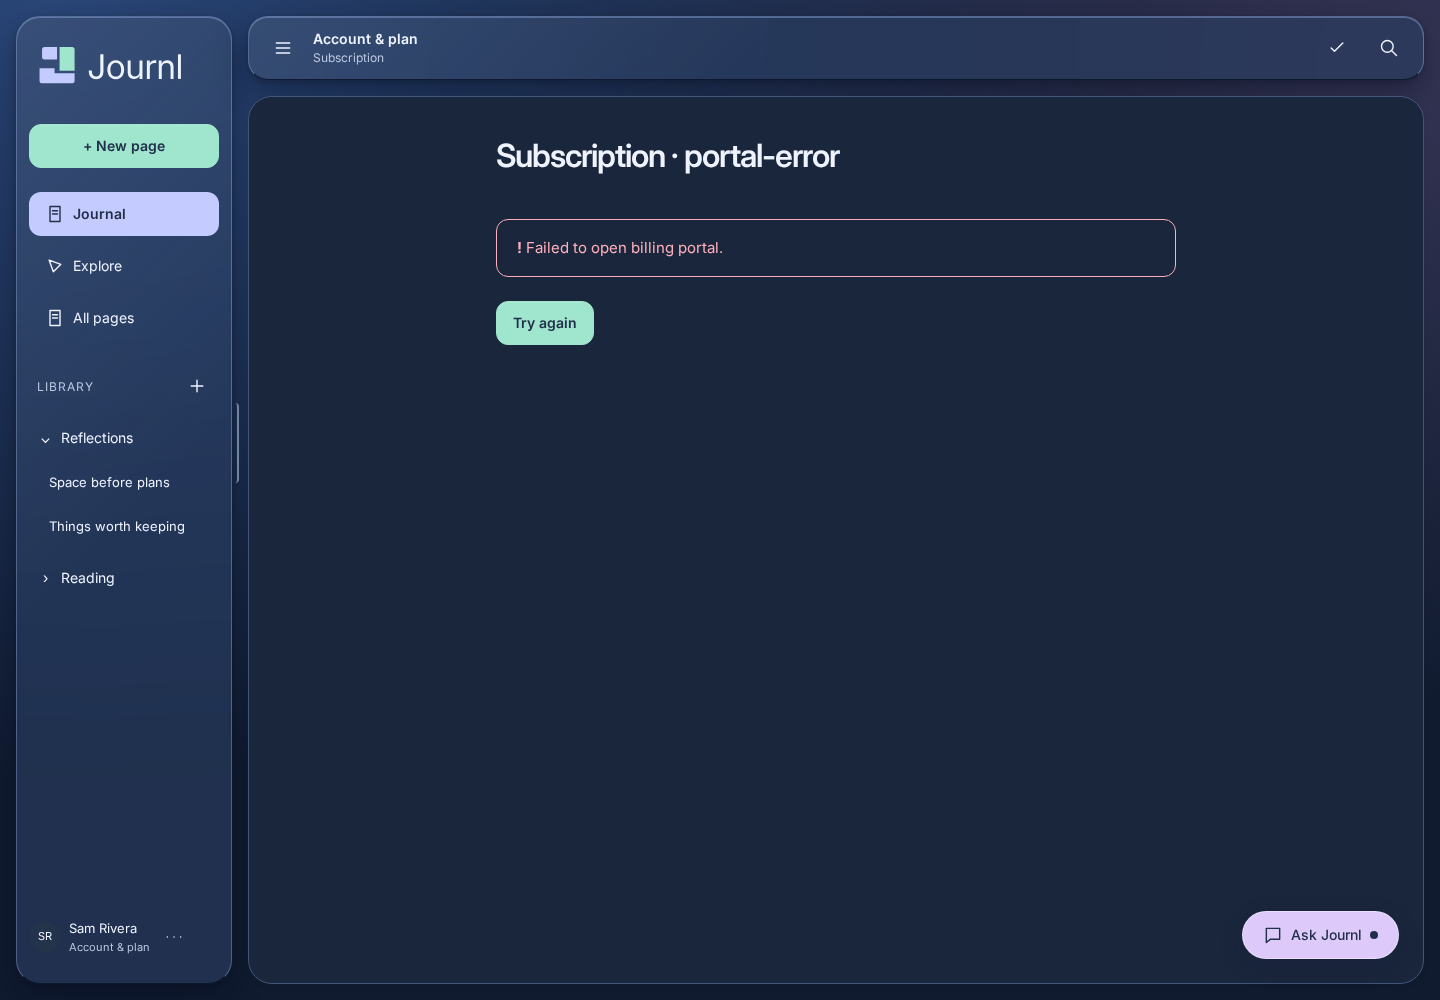 Journl
+ New page
Journal
Explore
All pages
LIBRARY
Reflections
Space before plans
Things worth keeping
Reading
SR
Sam Rivera
Account & plan
...
Account & plan
Subscription
Subscription · portal-error
! Failed to open billing portal.
Try again
Ask Journl